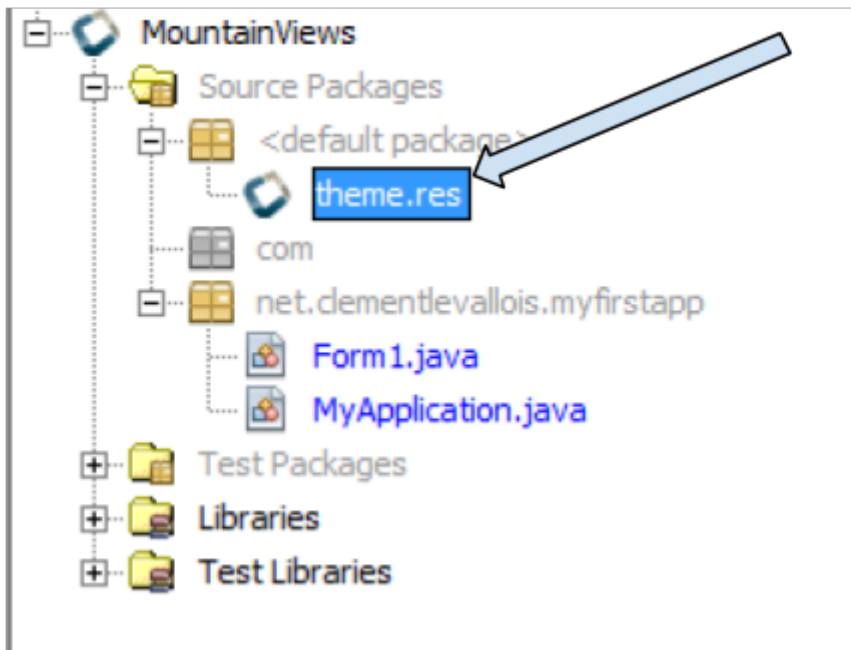 MountainViews
Source Packages
<default package>
theme.res
com
net.clementlevallois.myfirstapp
Form1.java
MyApplication.java
Test Packages
Libraries
Test Libraries